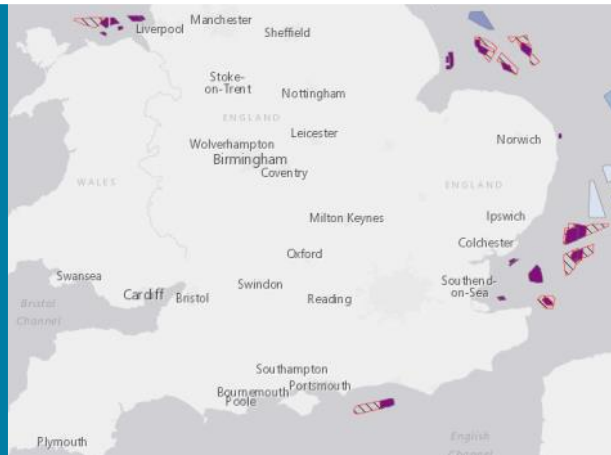 Manchester
Liverpool
Sheffield
Stoke-
on-Trent
Nottingham
ENGLAND
Leicester
Norwich
Wolverhampton
Birmingham
Coventry
WALES
ENGLAND
Milton Keynes
Ipswich
Colchester
Oxford
Swansea
Cardiff
Bristol
Swindon
Reading
Southend-
on-Sea
Bristol
Channel
Southampton
Portsmouth
Bournemouth
Poole
Plymouth
English
Channel